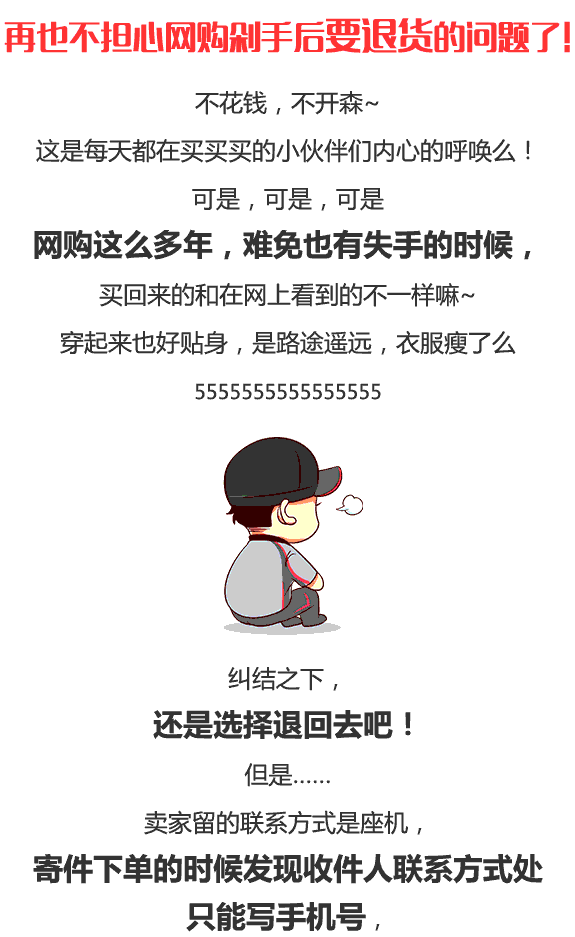 再也不担心网购剁手后要退货的问题了!
不花钱，不开森~
这是每天都在买买买的小伙伴们内心的呼唤么！
可是，可是，可是
网购这么多年，难免也有失手的时候，
买回来的和在网上看到的不一样嘛~
穿起来也好贴身，是路途遥远，衣服瘦了么
5555555555555555
纠结之下，
还是选择退回去吧！
但是……
卖家留的联系方式是座机，
寄件下单的时候发现收件人联系方式处
只能写手机号，